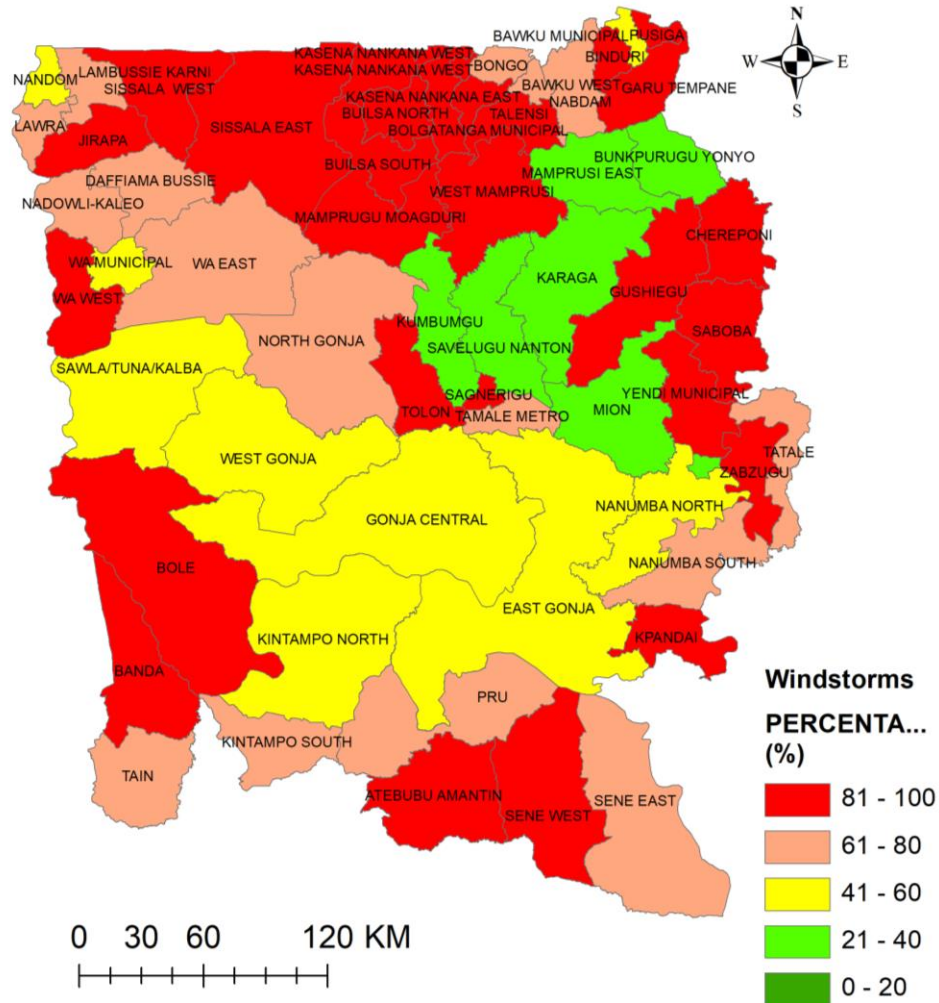 N
W E
S
BAWKU MUNICIPAL
PUSIGA
KASENA NANKANA WEST
BINDURI
KASENA NANKANA WEST
BONGO
NANDOM
LAMBUSSIE KARNI
SISSALA WEST
BAWKU WEST
GARU TEMPANE
KASENA NANKANA EAST
NABDAM
BUILSA NORTH
TALENSI
LAWRA
SISSALA EAST
BOLGATANGA MUNICIPAL
JIRAPA
BUNKPURUGU YONYO
BUILSA SOUTH
MAMPRUSI EAST
DAFFIAMA BUSSIE
WEST MAMPRUSI
NADOWLI-KALEO
MAMPRUGU MOAGDURI
CHEREPONI
WA MUNICIPAL
WA EAST
KARAGA
GUSHIEGU
WA WEST
KUMBUMGU
SABOBA
NORTH GONJA
SAVELUGU NANTON
SAWLA/TUNA/KALBA
SAGNERIGU
YENDI MUNICIPAL
TOLON
TAMALE METRO
MION
TATALE
WEST GONJA
ZABZUGU
NANUMBA NORTH
GONJA CENTRAL
NANUMBA SOUTH
BOLE
EAST GONJA
KINTAMPO NORTH
KPANDAI
BANDA
PRU
KINTAMPO SOUTH
TAIN
ATEBUBU AMANTIN
SENE EAST
SENE WEST
Windstorms
PERCENTA...
(%)
81 - 100
61 - 80
41 - 60
21 - 40
0 - 20
0 30 60 120 KM